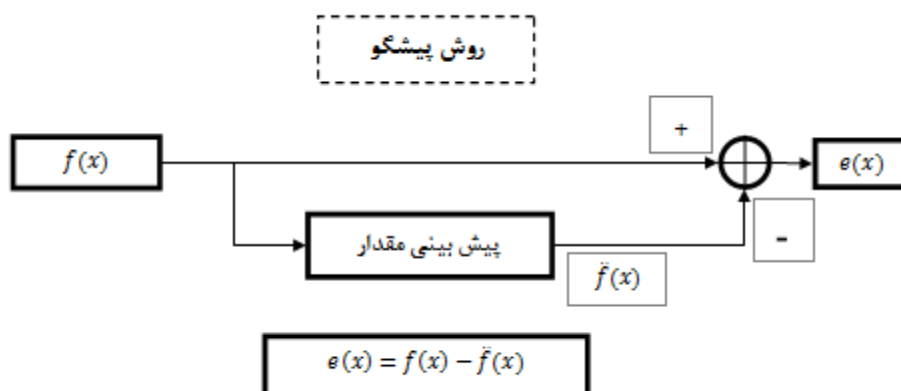 روش پیشگو
+
f(x)
e(x)
پیش بینی مقدار
-
f̈(x)
e(x) = f(x) − f̈(x)